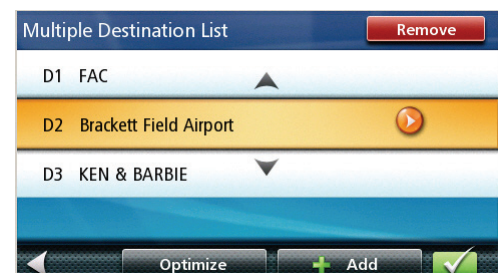 Multiple Destination List Remove
D1 FAC
D2 Brackett Field Airport
D3 KEN & BARBIE
Optimize Add